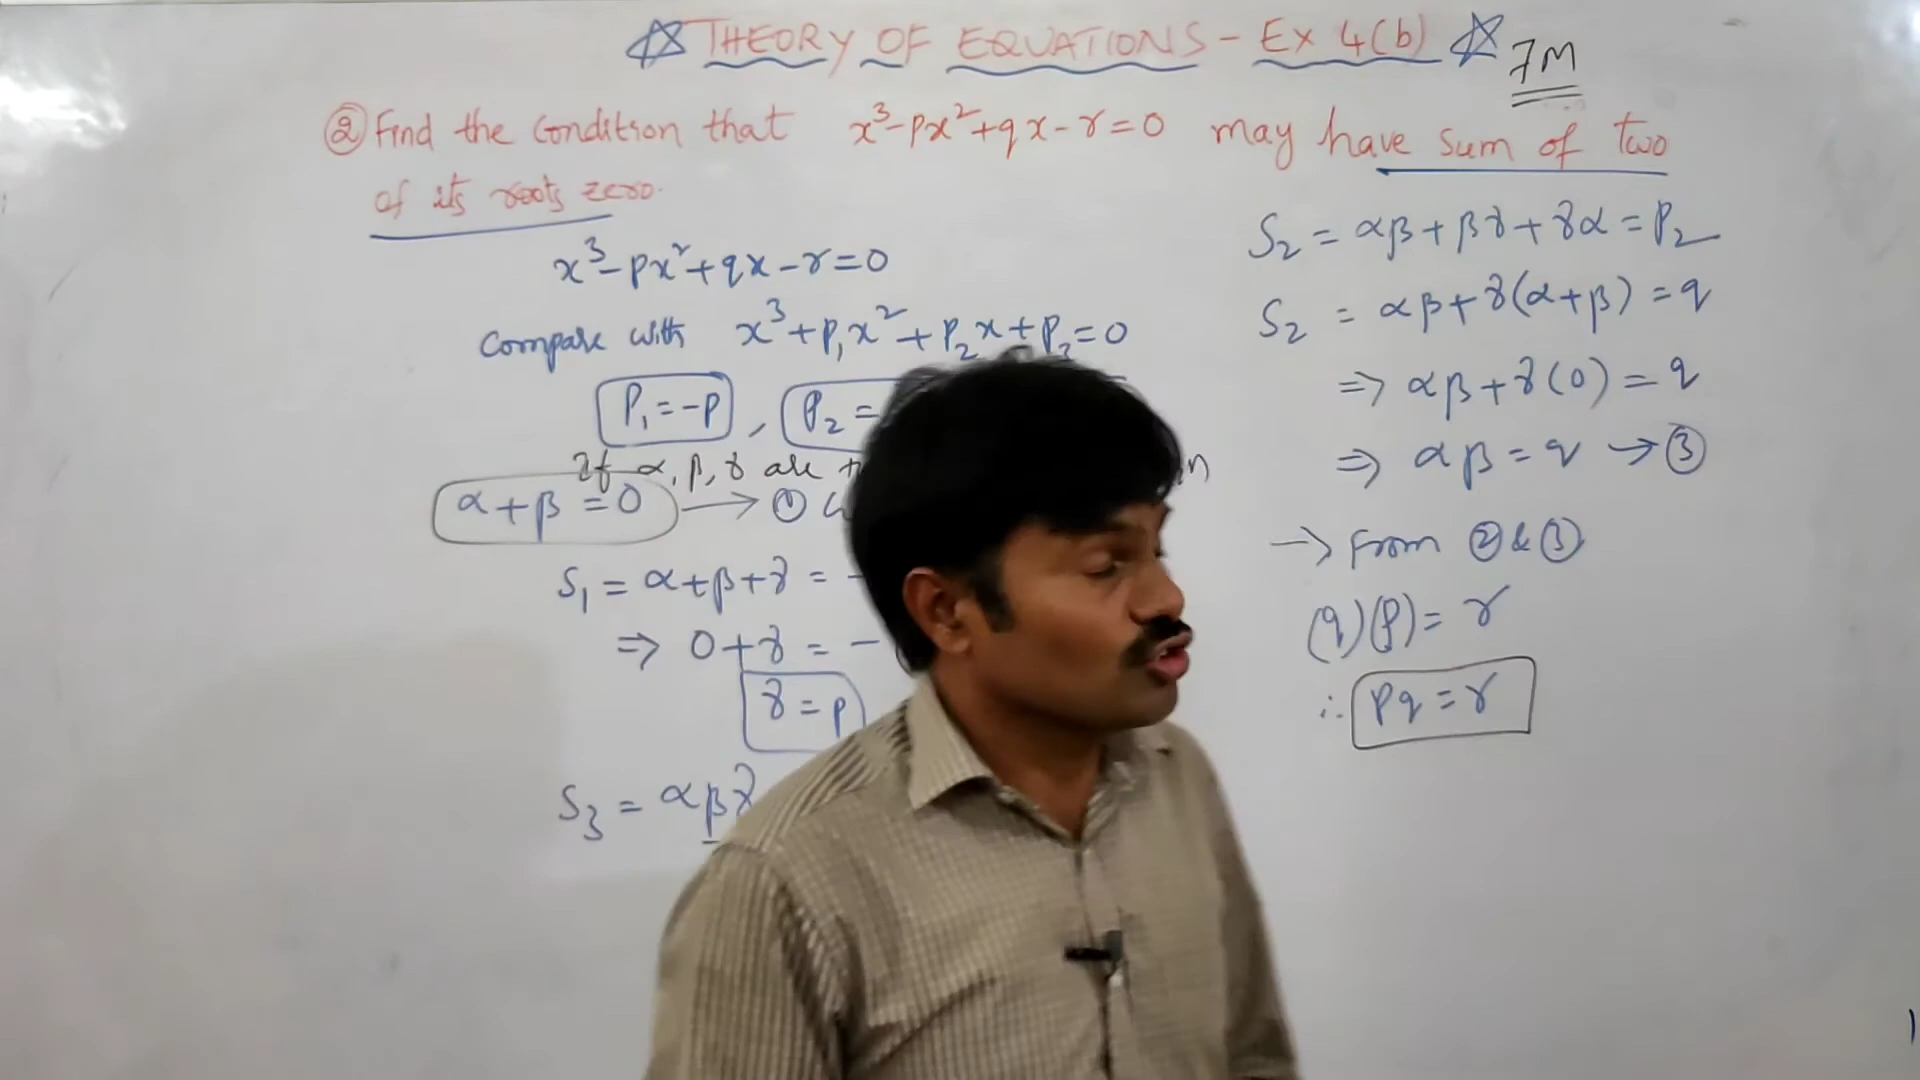 ☆ THEORY OF EQUATIONS - Ex 4(b) ☆ 7M
② Find the condition that x³-px²+qx-r=0 may have sum of two
of its roots zero.
x³-px²+qx-r=0
Compare with x³+p₁x²+p₂x+p₃=0
P₁=-P, P₂=
If α,β,γ are
α+β=0 → ①
S₁=α+β+γ=-
⇒ 0+γ=-
γ=p
S₃=αβγ
S₂=αβ+βγ+γα=P₂
S₂=αβ+γ(α+β)=q
⇒ αβ+γ(0)=q
⇒ αβ=q → ③
→ From ②&③
(q)(p)=r
∴ pq=r